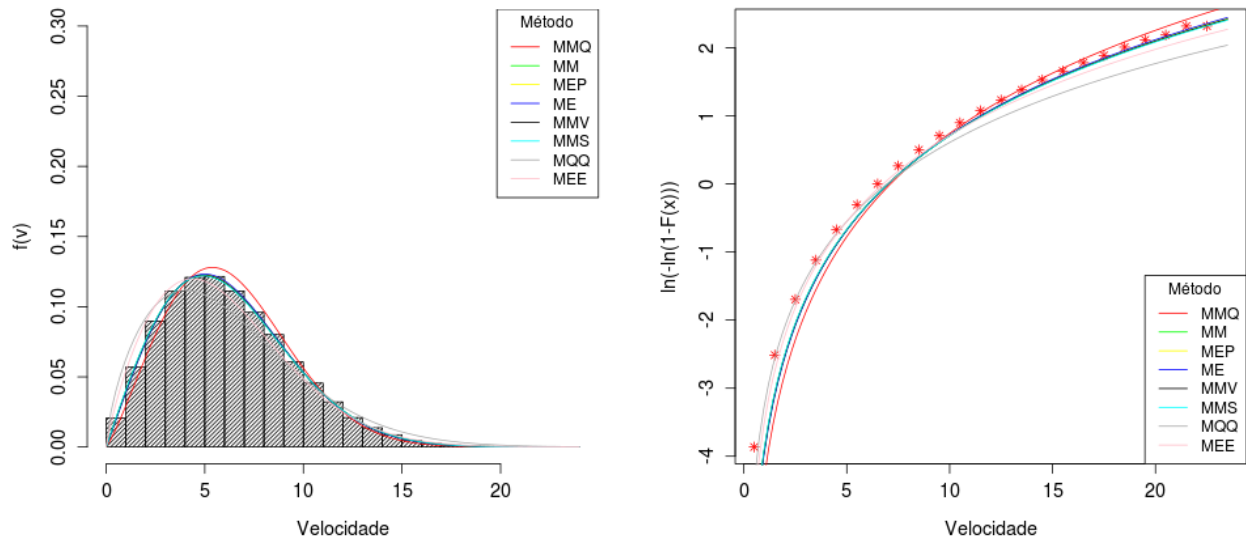 f(v)
0.30
0.25
0.20
0.15
0.10
0.05
0.00
0 5 10 15 20
Velocidade
Método
MMQ
MM
MEP
ME
MMV
MMS
MQQ
MEE
ln(-ln(1-F(x)))
2
1
0
-1
-2
-3
-4
0 5 10 15 20
Velocidade
Método
MMQ
MM
MEP
ME
MMV
MMS
MQQ
MEE